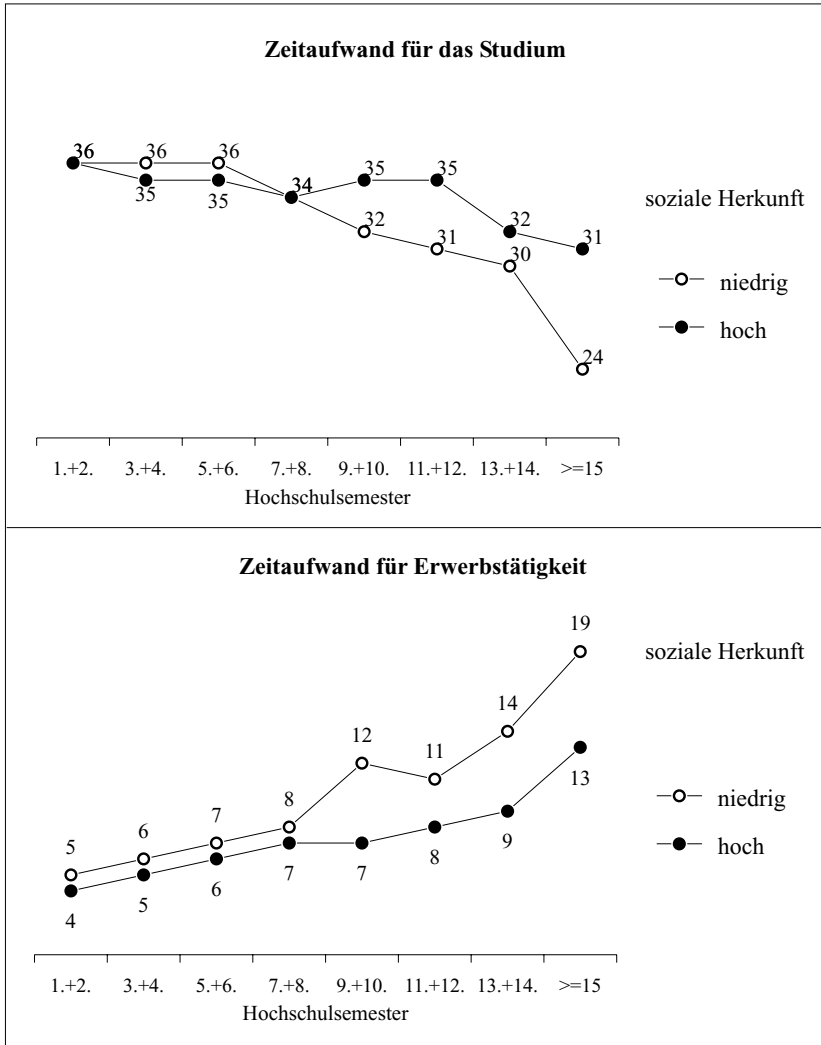 Zeitaufwand für das Studium
36 36 36 34 35 35 32 31
35 35 32 31 30 24
soziale Herkunft
niedrig
hoch
1.+2. 3.+4. 5.+6. 7.+8. 9.+10. 11.+12. 13.+14. >=15
Hochschulsemester
Zeitaufwand für Erwerbstätigkeit
soziale Herkunft
5 6 7 8 12 11 14 19
4 5 6 7 7 8 9 13
niedrig
hoch
1.+2. 3.+4. 5.+6. 7.+8. 9.+10. 11.+12. 13.+14. >=15
Hochschulsemester